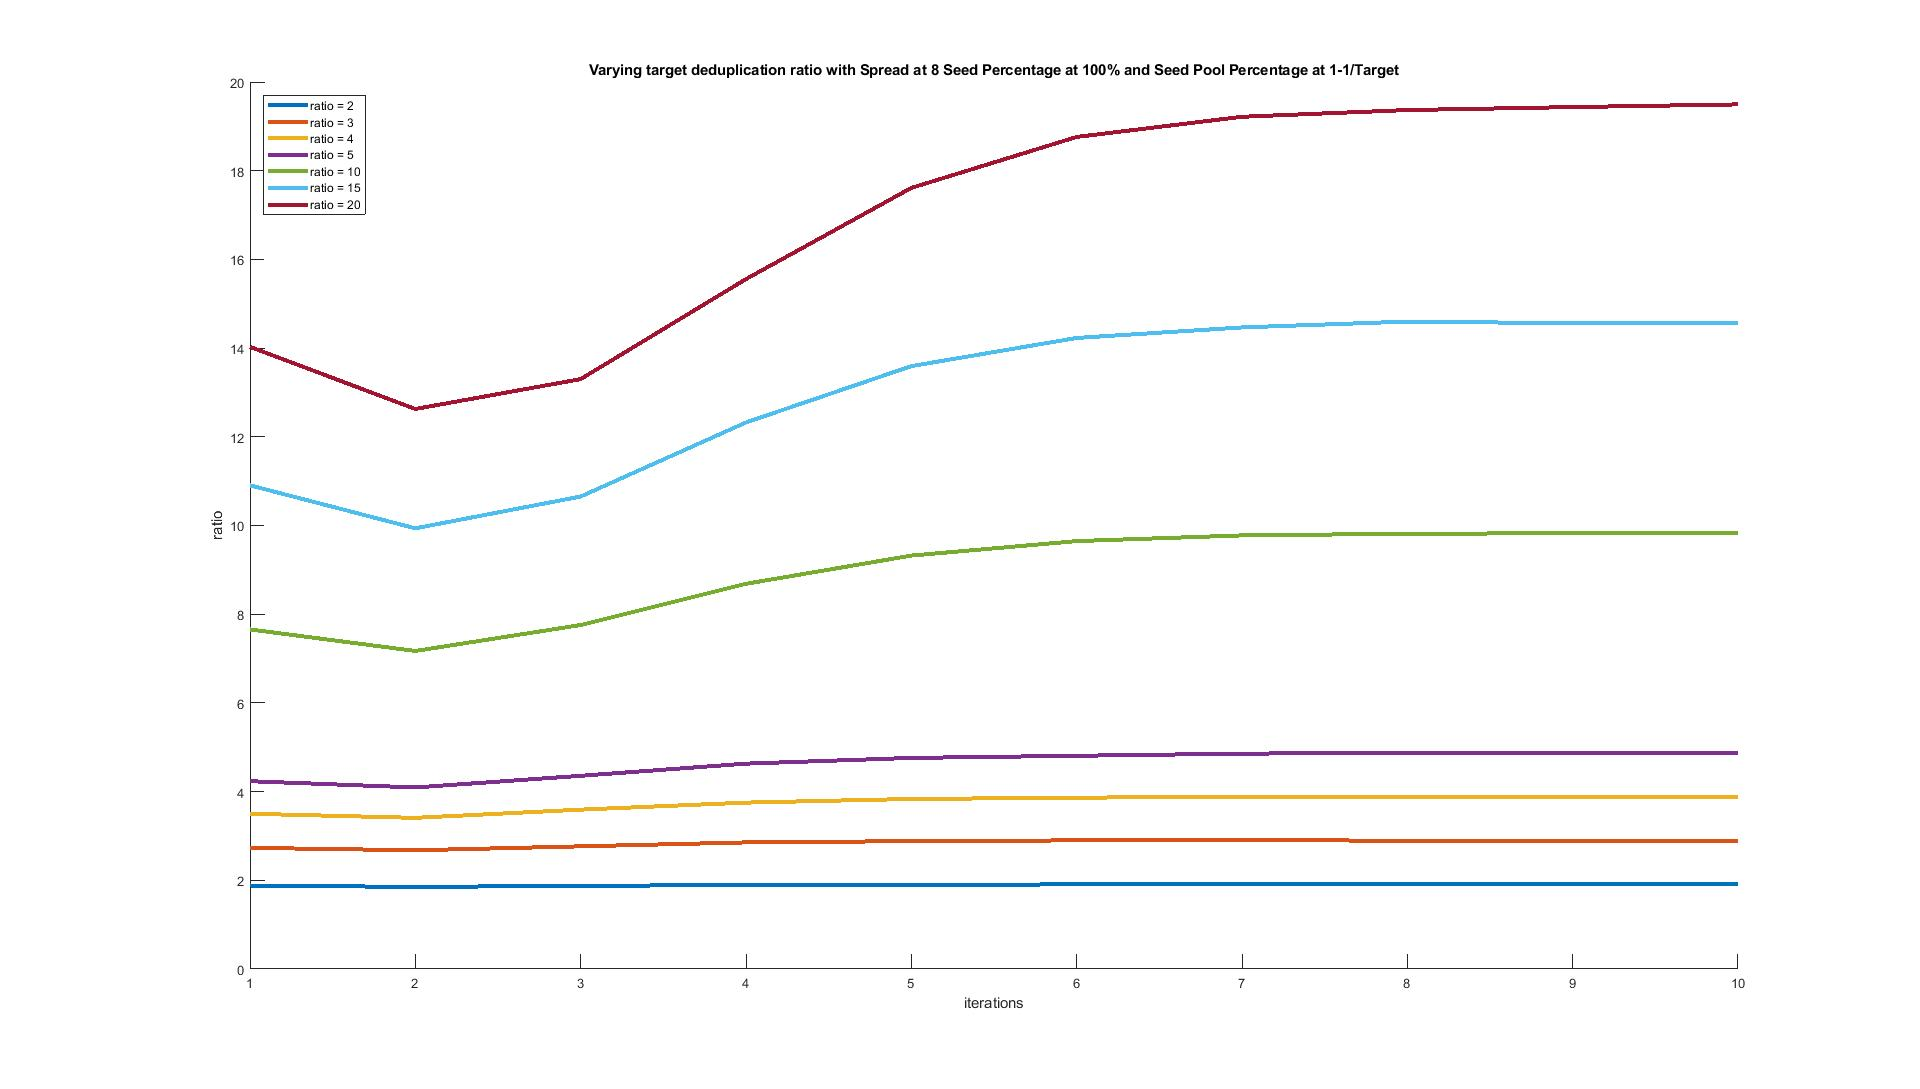 Varying target deduplication ratio with Spread at 8 Seed Percentage at 100% and Seed Pool Percentage at 1-1/Target
20
18
16
14
12
10
8
6
4
2
0
ratio = 2
ratio = 3
ratio = 4
ratio = 5
ratio = 10
ratio = 15
ratio = 20
ratio
1 2 3 4 5 6 7 8 9 10
iterations